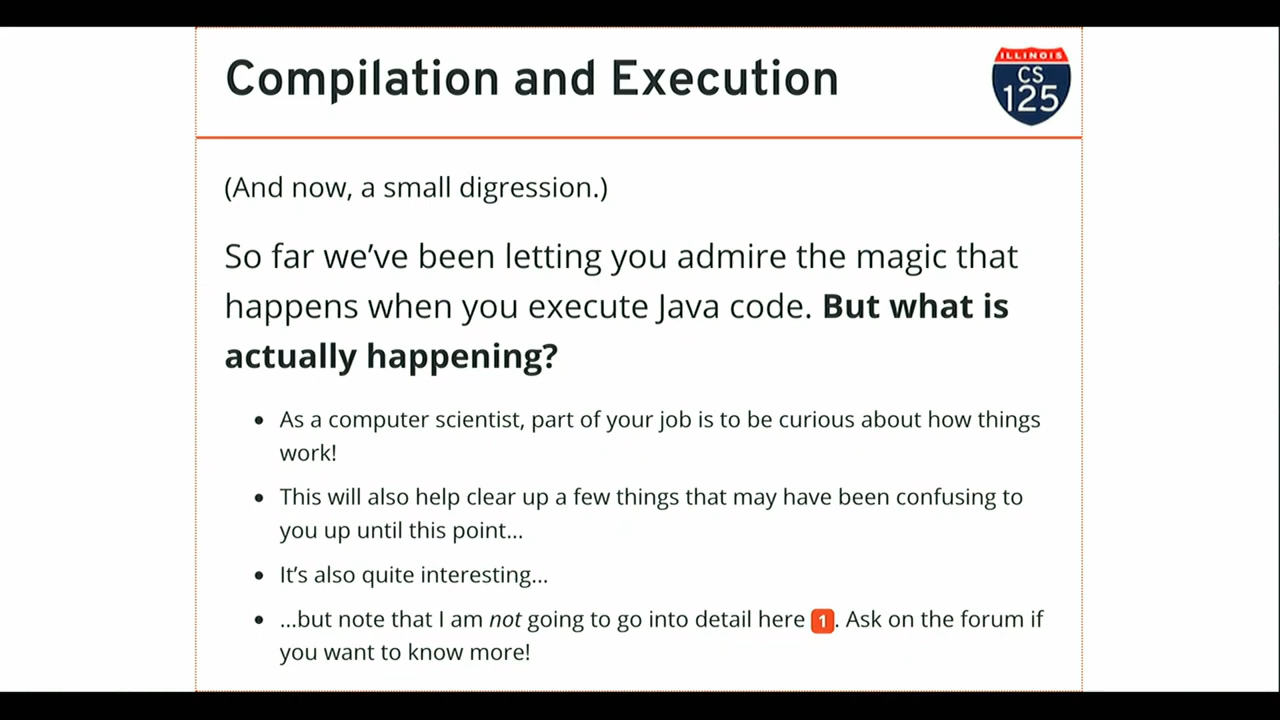 Compilation and Execution
ILLINOIS
CS
125
(And now, a small digression.)
So far we’ve been letting you admire the magic that
happens when you execute Java code. But what is
actually happening?
• As a computer scientist, part of your job is to be curious about how things
work!
• This will also help clear up a few things that may have been confusing to
you up until this point…
• It’s also quite interesting…
• …but note that I am not going to go into detail here 1. Ask on the forum if
you want to know more!